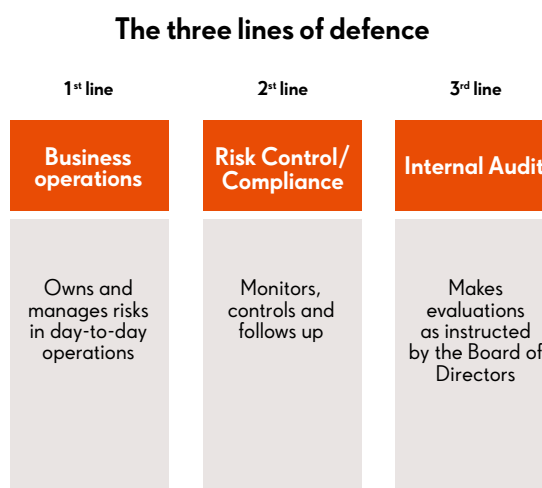 The three lines of defence
1st line
2st line
3rd line
Business
operations
Risk Control/
Compliance
Internal Audit
Owns and
manages risks
in day-to-day
operations
Monitors,
controls and
follows up
Makes
evaluations
as instructed
by the Board of
Directors